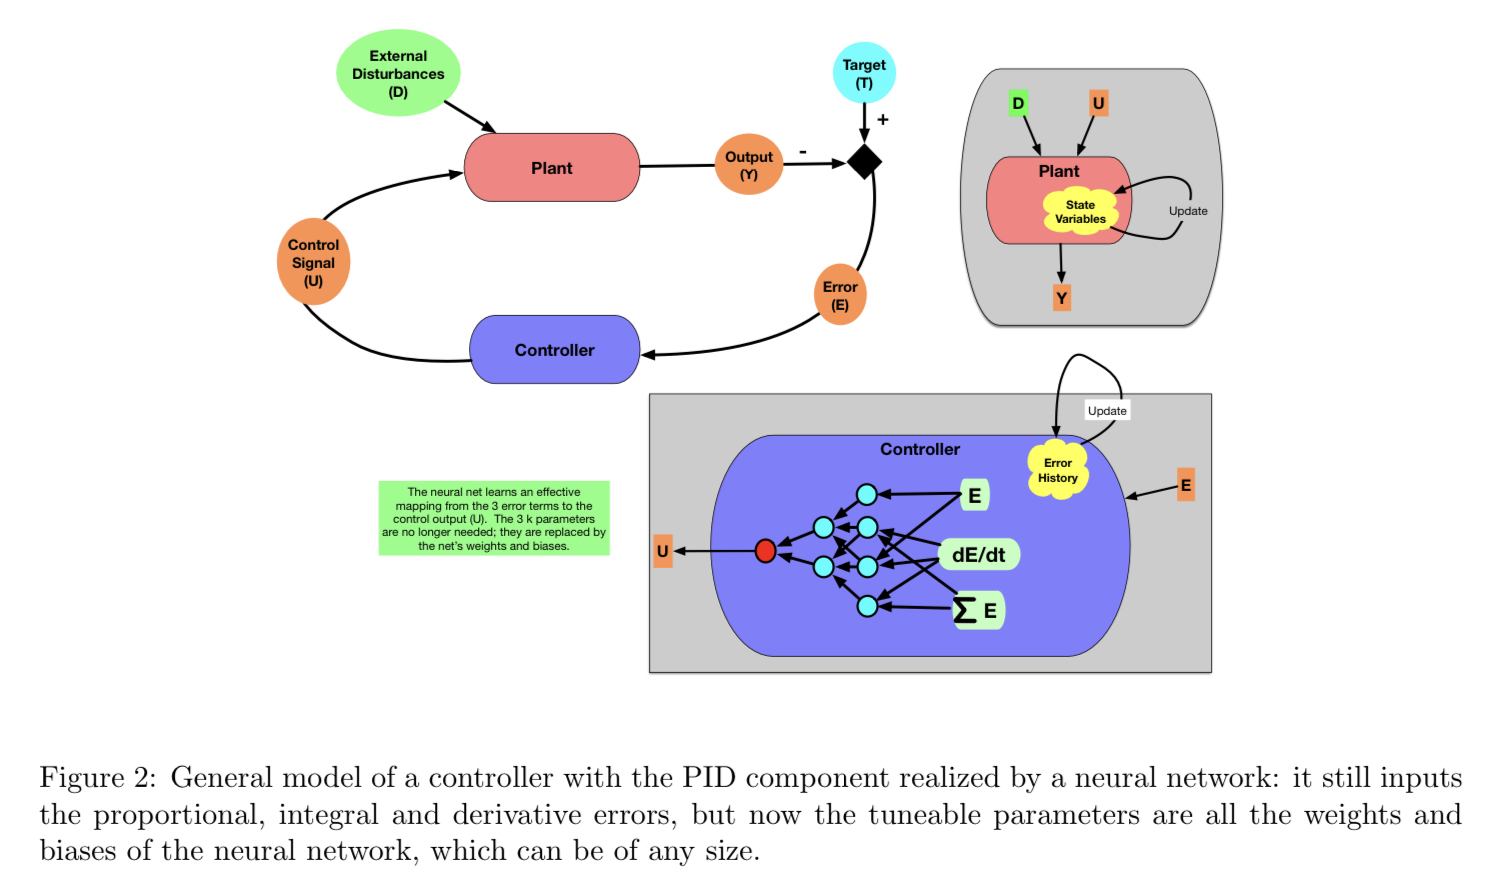 External
Disturbances
(D)
Target
(T)
+
Plant
Output
(Y)
-
Control
Signal
(U)
Error
(E)
Controller
D
U
Plant
State
Variables
Update
Y
Update
Controller
Error
History
E
E
dE/dt
∑ E
U
The neural net learns an effective
mapping from the 3 error terms to the
control output (U). The 3 k parameters
are no longer needed; they are replaced by
the net's weights and biases.
Figure 2: General model of a controller with the PID component realized by a neural network: it still inputs
the proportional, integral and derivative errors, but now the tuneable parameters are all the weights and
biases of the neural network, which can be of any size.